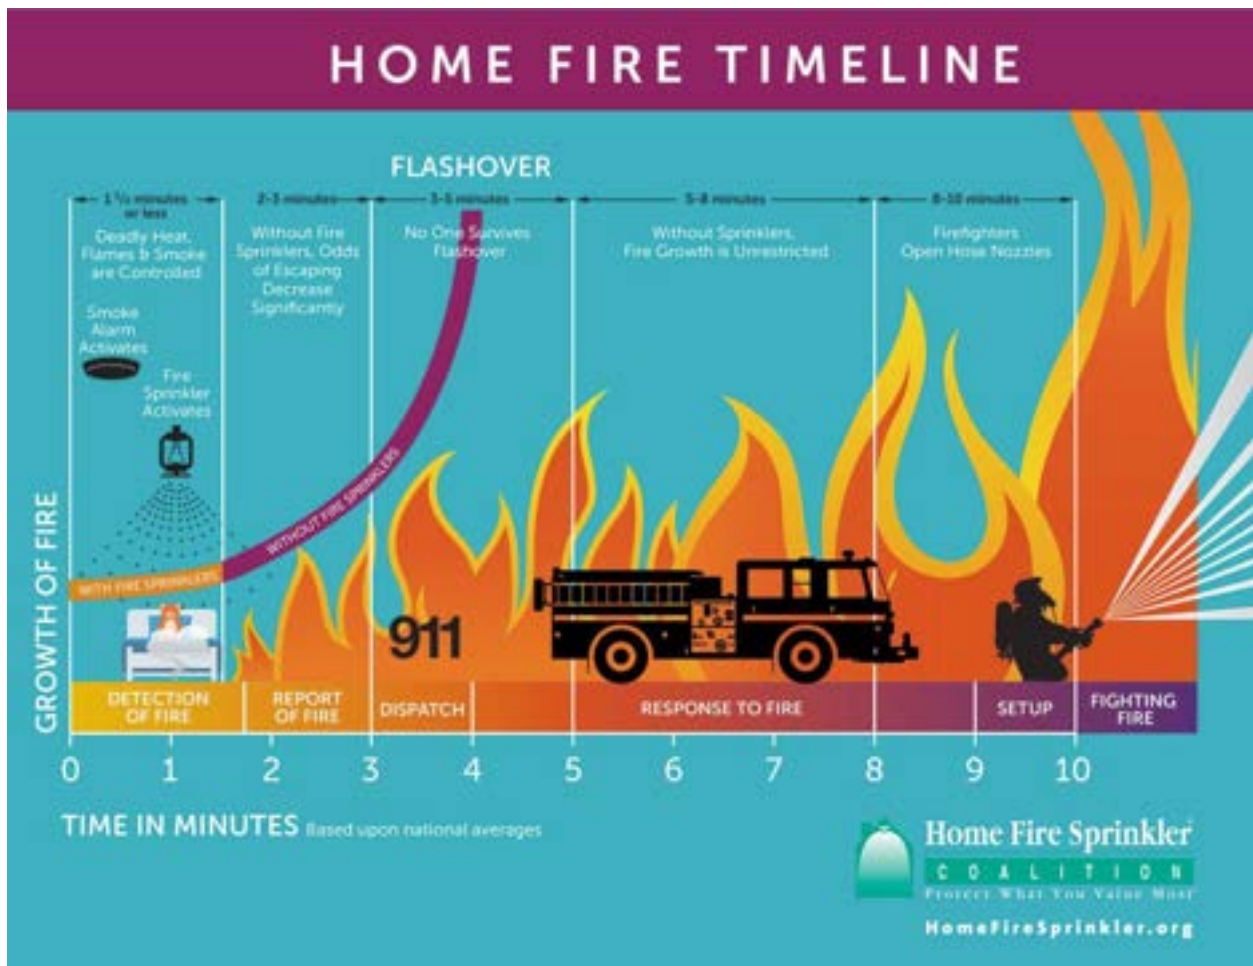 HOME FIRE TIMELINE
FLASHOVER
1 ½ minutes
or less
Deadly Heat,
Flames & Smoke
are Controlled
Smoke
Alarm
Activates
Fire
Sprinkler
Activates
2-3 minutes
Without Fire
Sprinklers, Odds
of Escaping
Decrease
Significantly
3-5 minutes
No One Survives
Flashover
5-8 minutes
Without Sprinklers,
Fire Growth is Unrestricted
8-10 minutes
Firefighters
Open Hose Nozzles
GROWTH OF FIRE
WITH FIRE SPRINKLERS
WITHOUT FIRE SPRINKLERS
911
DETECTION
OF FIRE
REPORT
OF FIRE
DISPATCH
RESPONSE TO FIRE
SETUP
FIGHTING
FIRE
0 1 2 3 4 5 6 7 8 9 10
TIME IN MINUTES Based upon national averages
Home Fire Sprinkler
COALITION
Protect What You Value Most
HomeFireSprinkler.org